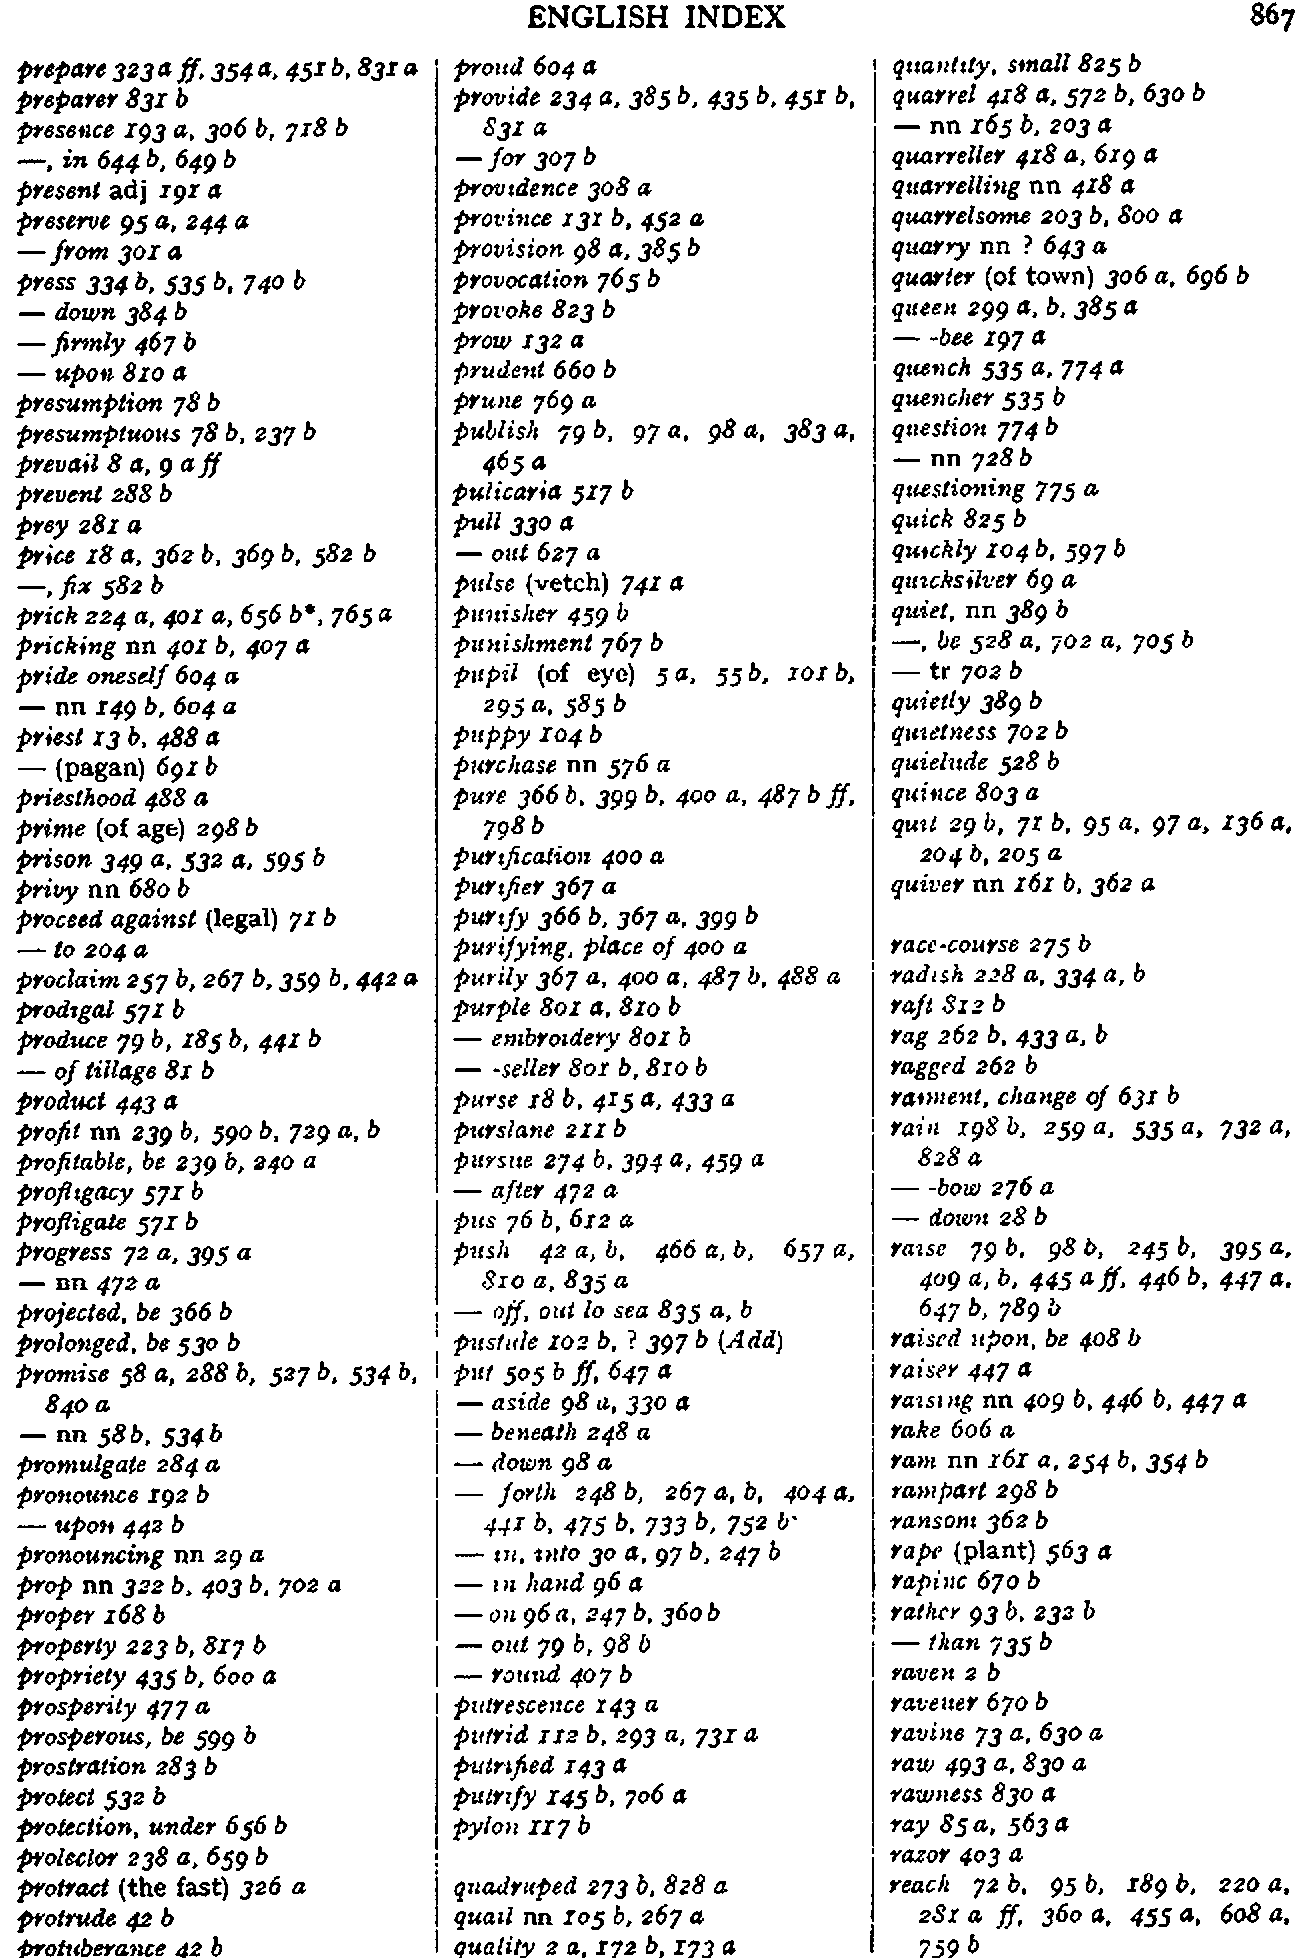 ENGLISH INDEX 867
prepare 323 a ff, 354 a, 451 b, 831 a
preparer 831 b
presence 193 a, 306 b, 718 b
—, in 644 b, 649 b
present adj 191 a
preserve 95 a, 244 a
— from 301 a
press 334 b, 535 b, 740 b
— down 384 b
— firmly 467 b
— upon 810 a
presumption 78 b
presumptuous 78 b, 237 b
prevail 8 a, 9 a ff
prevent 288 b
prey 281 a
price 18 a, 362 b, 369 b, 582 b
—, fix 582 b
prick 224 a, 401 a, 656 b*, 765 a
pricking nn 401 b, 407 a
pride oneself 604 a
— nn 149 b, 604 a
priest 13 b, 488 a
— (pagan) 691 b
priesthood 488 a
prime (of age) 298 b
prison 349 a, 532 a, 595 b
privy nn 680 b
proceed against (legal) 71 b
— to 204 a
proclaim 257 b, 267 b, 359 b, 442 a
prodigal 571 b
produce 79 b, 185 b, 441 b
— of tillage 81 b
product 443 a
profit nn 239 b, 590 b, 729 a, b
profitable, be 239 b, 240 a
profligacy 571 b
profligate 571 b
progress 72 a, 395 a
— nn 472 a
projected, be 366 b
prolonged, be 530 b
promise 58 a, 288 b, 527 b, 534 b,
840 a
— nn 58 b, 534 b
promulgate 284 a
pronounce 192 b
— upon 442 b
pronouncing nn 29 a
prop nn 322 b, 403 b, 702 a
proper 168 b
property 223 b, 817 b
propriety 435 b, 600 a
prosperity 477 a
prosperous, be 599 b
prostration 283 b
protect 532 b
protection, under 656 b
protector 238 a, 659 b
protract (the fast) 326 a
protrude 42 b
protuberance 42 b
proud 604 a
provide 234 a, 385 b, 435 b, 451 b,
831 a
— for 307 b
providence 308 a
province 131 b, 452 a
provision 98 a, 385 b
provocation 765 b
provoke 823 b
prow 132 a
prudent 660 b
prune 769 a
publish 79 b, 97 a, 98 a, 383 a,
465 a
pulicaria 517 b
pull 330 a
— out 627 a
pulse (vetch) 741 a
punisher 459 b
punishment 767 b
pupil (of eye) 5 a, 55 b, 101 b,
295 a, 585 b
puppy 104 b
purchase nn 576 a
pure 366 b, 399 b, 400 a, 487 b ff,
798 b
purification 400 a
purifier 367 a
purify 366 b, 367 a, 399 b
purifying, place of 400 a
purity 367 a, 400 a, 487 b, 488 a
purple 801 a, 810 b
— embroidery 801 b
— -seller 801 b, 810 b
purse 18 b, 415 a, 433 a
purslane 211 b
pursue 274 b, 394 a, 459 a
— after 472 a
pus 76 b, 612 a
push 42 a, b, 466 a, b, 657 a,
810 a, 835 a
— off, out to sea 835 a, b
pustule 102 b, ? 397 b (Add)
put 505 b ff, 647 a
— aside 98 a, 330 a
— beneath 248 a
— down 98 a
— forth 248 b, 267 a, b, 404 a,
441 b, 475 b, 733 b, 752 b
— in, into 30 a, 97 b, 247 b
— in hand 96 a
— on 96 a, 247 b, 360 b
— out 79 b, 98 b
— round 407 b
putrescence 143 a
putrid 112 b, 293 a, 731 a
putrified 143 a
putrify 145 b, 706 a
pylon 117 b
quadruped 273 b, 828 a
quail nn 105 b, 267 a
quality 2 a, 172 b, 173 a
quantity, small 825 b
quarrel 418 a, 572 b, 630 b
— nn 165 b, 203 a
quarreller 418 a, 619 a
quarrelling nn 418 a
quarrelsome 203 b, 800 a
quarry nn ? 643 a
quarter (of town) 306 a, 696 b
queen 299 a, b, 385 a
— -bee 197 a
quench 535 a, 774 a
quencher 535 b
question 774 b
— nn 728 b
questioning 775 a
quick 825 b
quickly 104 b, 597 b
quicksilver 69 a
quiet, nn 389 b
—, be 528 a, 702 a, 705 b
— tr 702 b
quietly 389 b
quietness 702 b
quietude 528 b
quince 803 a
quit 29 b, 71 b, 95 a, 97 a, 136 a,
204 b, 205 a
quiver nn 161 b, 362 a
race-course 275 b
radish 228 a, 334 a, b
raft 812 b
rag 262 b, 433 a, b
ragged 262 b
raiment, change of 631 b
rain 198 b, 259 a, 535 a, 732 a,
828 a
— -bow 276 a
— down 28 b
raise 79 b, 98 b, 245 b, 395 a,
409 a, b, 445 a ff, 446 b, 447 a,
647 b, 789 b
raised upon, be 408 b
raiser 447 a
raising nn 409 b, 446 b, 447 a
rake 606 a
ram nn 161 a, 254 b, 354 b
rampart 298 b
ransom 362 b
rape (plant) 563 a
rapine 670 b
rather 93 b, 232 b
— than 735 b
raven 2 b
ravener 670 b
ravine 73 a, 630 a
raw 493 a, 830 a
rawness 830 a
ray 85 a, 563 a
razor 403 a
reach 72 b, 95 b, 189 b, 220 a,
281 a ff, 360 a, 455 a, 608 a,
759 b